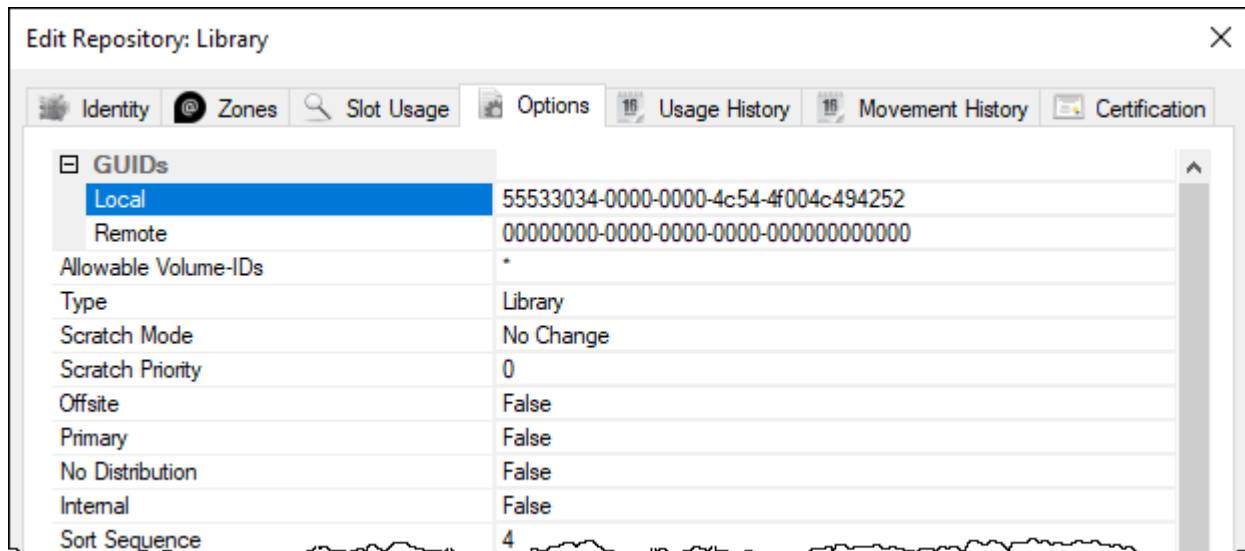 Edit Repository: Library
Identity Zones Slot Usage Options Usage History Movement History Certification
GUIDs
Local 55533034-0000-0000-4c54-4f004c494252
Remote 00000000-0000-0000-0000-000000000000
Allowable Volume-IDs *
Type Library
Scratch Mode No Change
Scratch Priority 0
Offsite False
Primary False
No Distribution False
Internal False
Sort Sequence 4